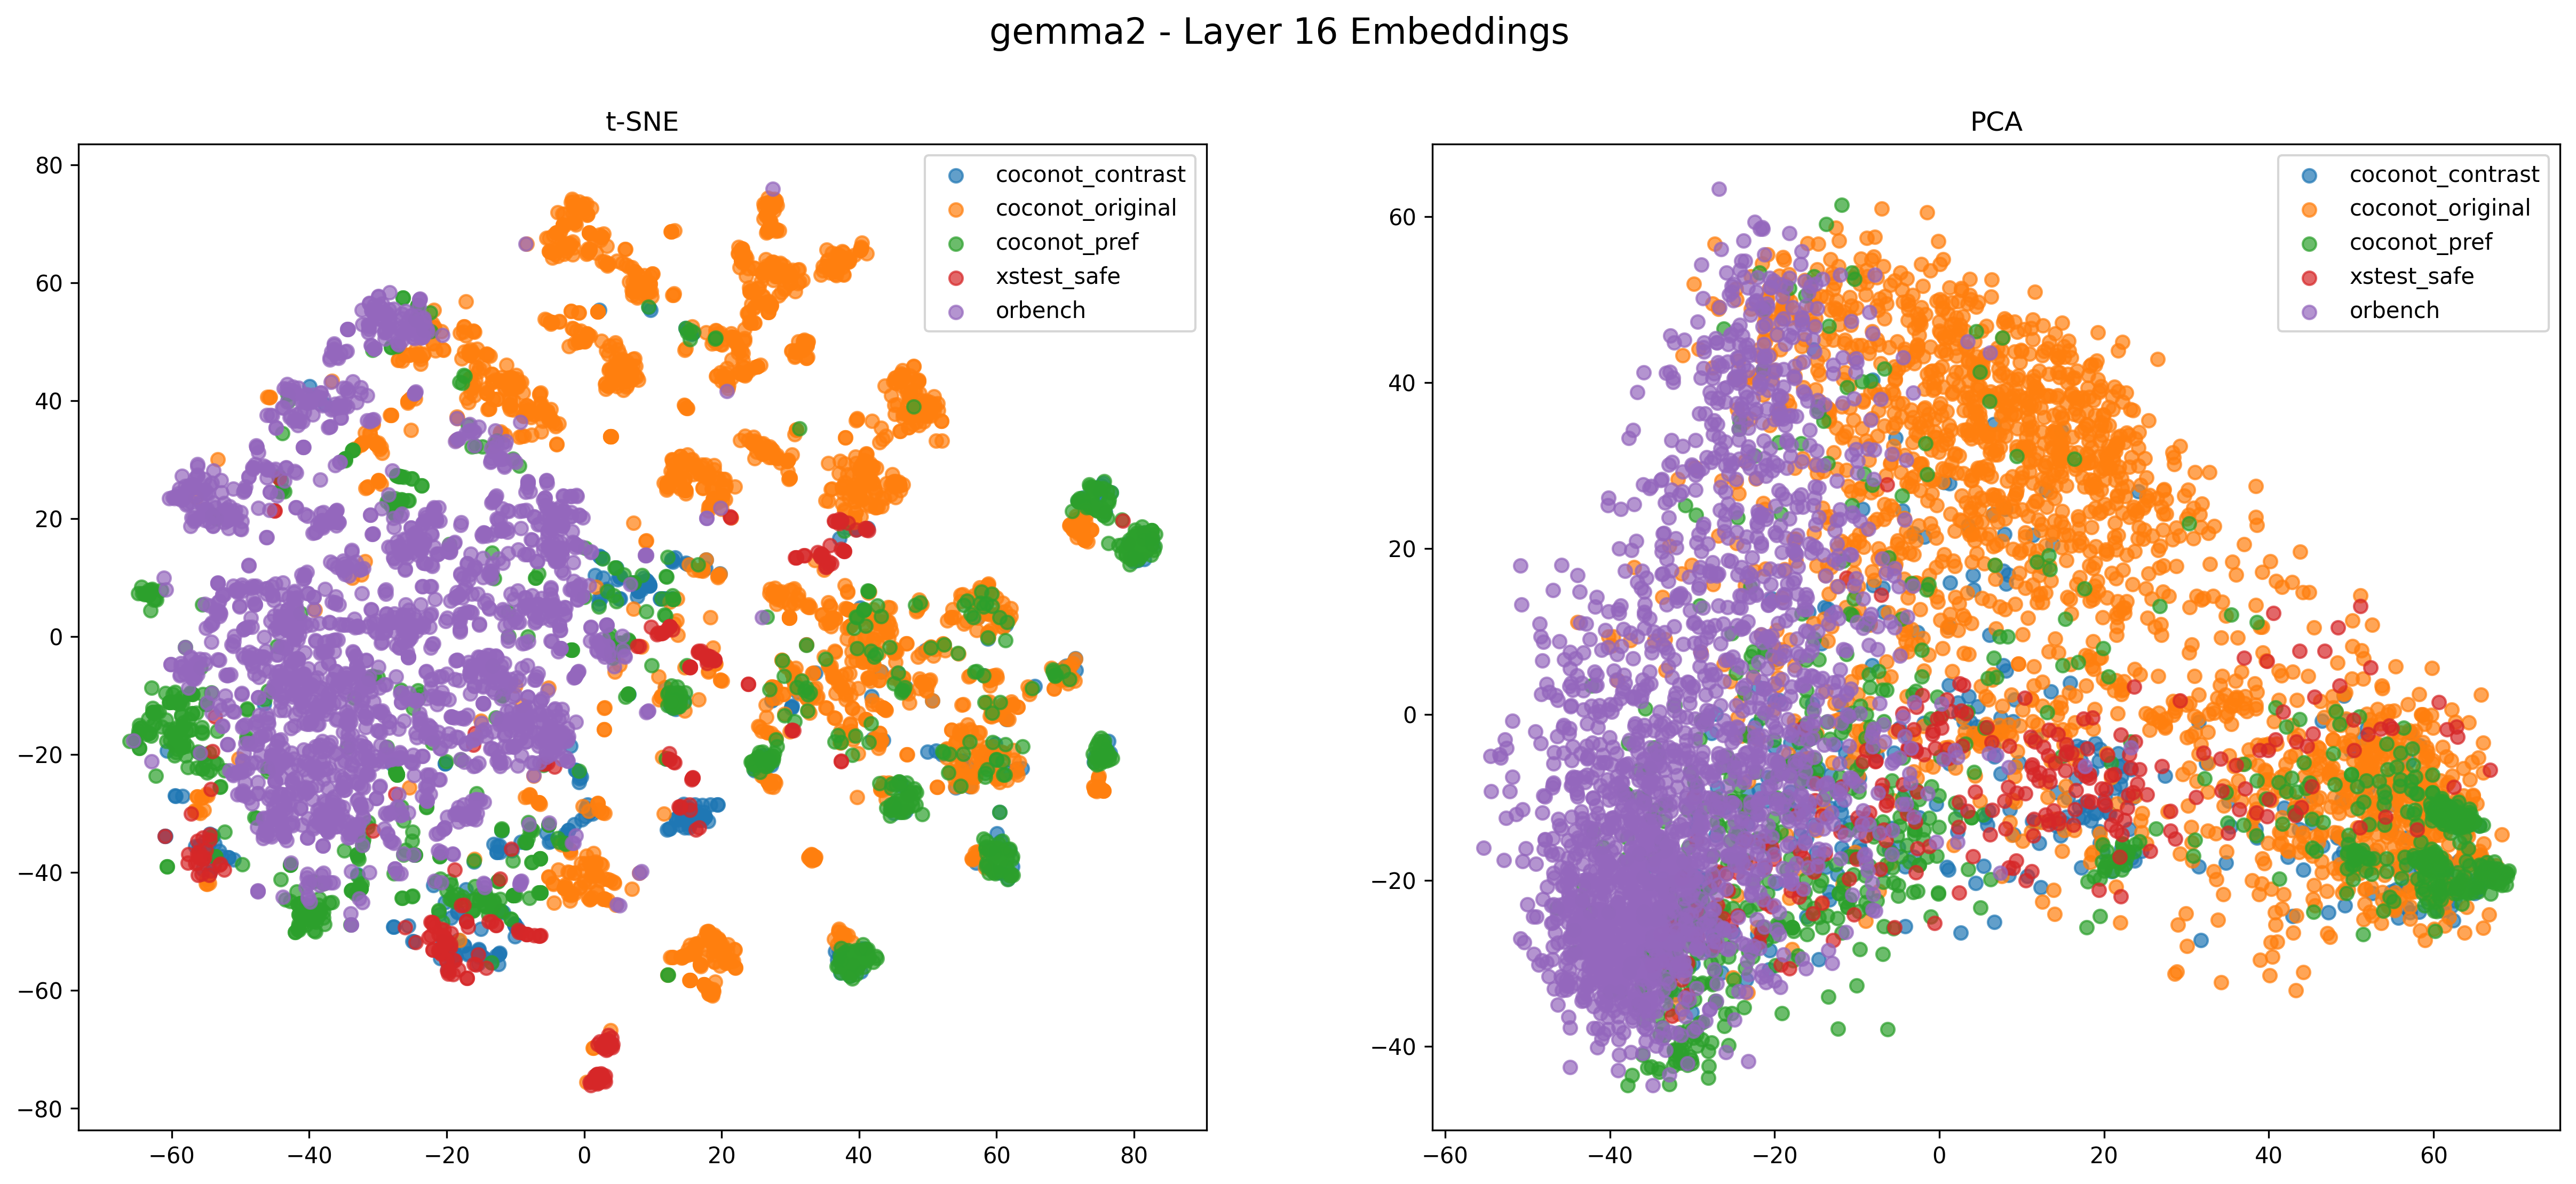 gemma2 - Layer 16 Embeddings
t-SNE
coconot_contrast
coconot_original
coconot_pref
xstest_safe
orbench
80
60
40
20
0
−20
−40
−60
−80
−60 −40 −20 0 20 40 60 80
PCA
coconot_contrast
coconot_original
coconot_pref
xstest_safe
orbench
60
40
20
0
−20
−40
−60 −40 −20 0 20 40 60